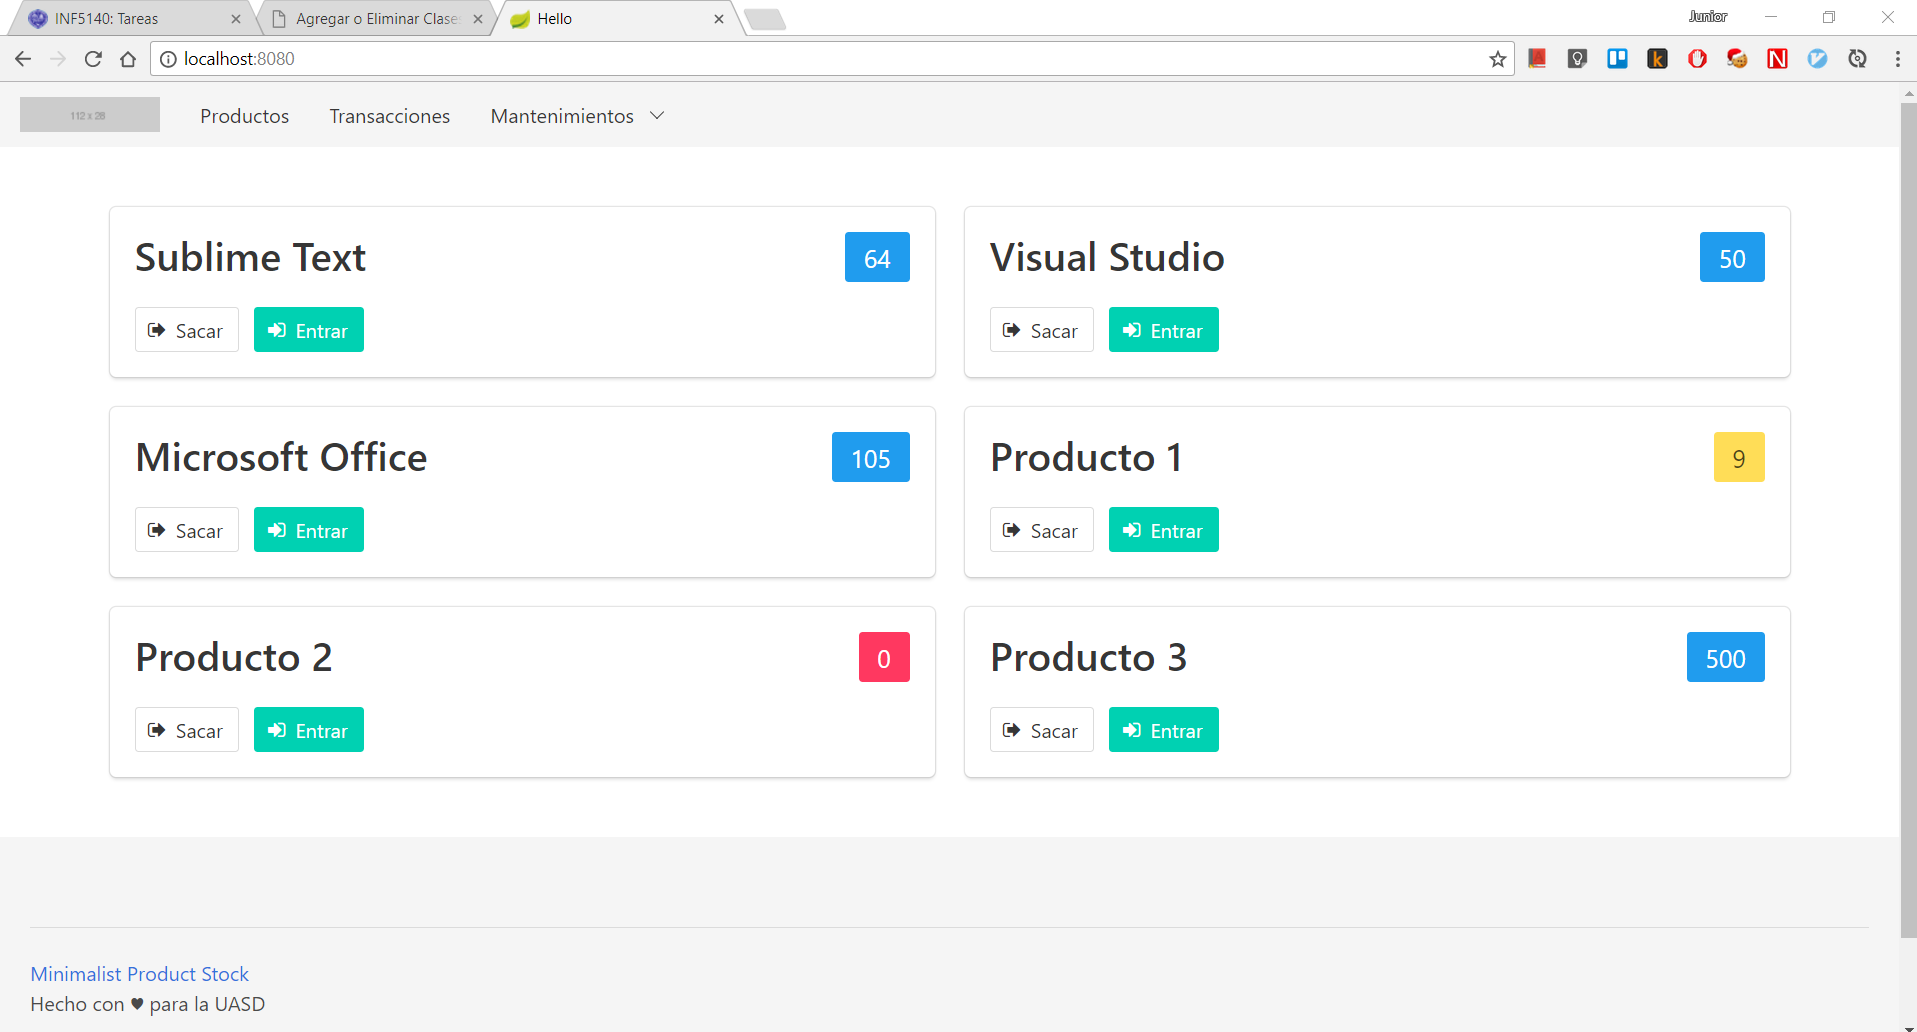 INF5140: Tareas
Agregar o Eliminar Clase
Hello
Junior
localhost:8080
112 x 28
Productos
Transacciones
Mantenimientos
Sublime Text
64
Sacar
Entrar
Visual Studio
50
Sacar
Entrar
Microsoft Office
105
Sacar
Entrar
Producto 1
9
Sacar
Entrar
Producto 2
0
Sacar
Entrar
Producto 3
500
Sacar
Entrar
Minimalist Product Stock
Hecho con ♥ para la UASD